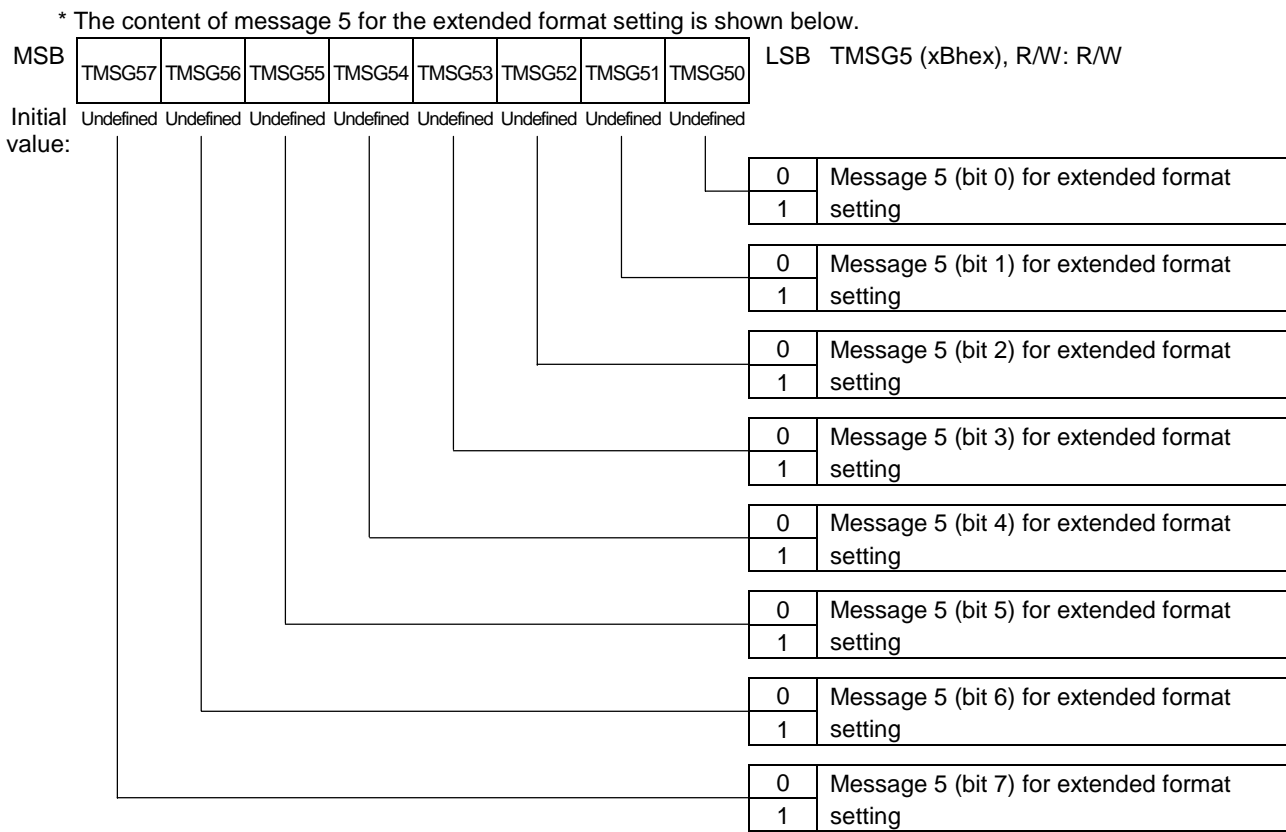 * The content of message 5 for the extended format setting is shown below.
MSB TMSG57 TMSG56 TMSG55 TMSG54 TMSG53 TMSG52 TMSG51 TMSG50 LSB TMSG5 (xBhex), R/W: R/W
Initial value: Undefined Undefined Undefined Undefined Undefined Undefined Undefined Undefined
0 Message 5 (bit 0) for extended format
1 setting
0 Message 5 (bit 1) for extended format
1 setting
0 Message 5 (bit 2) for extended format
1 setting
0 Message 5 (bit 3) for extended format
1 setting
0 Message 5 (bit 4) for extended format
1 setting
0 Message 5 (bit 5) for extended format
1 setting
0 Message 5 (bit 6) for extended format
1 setting
0 Message 5 (bit 7) for extended format
1 setting